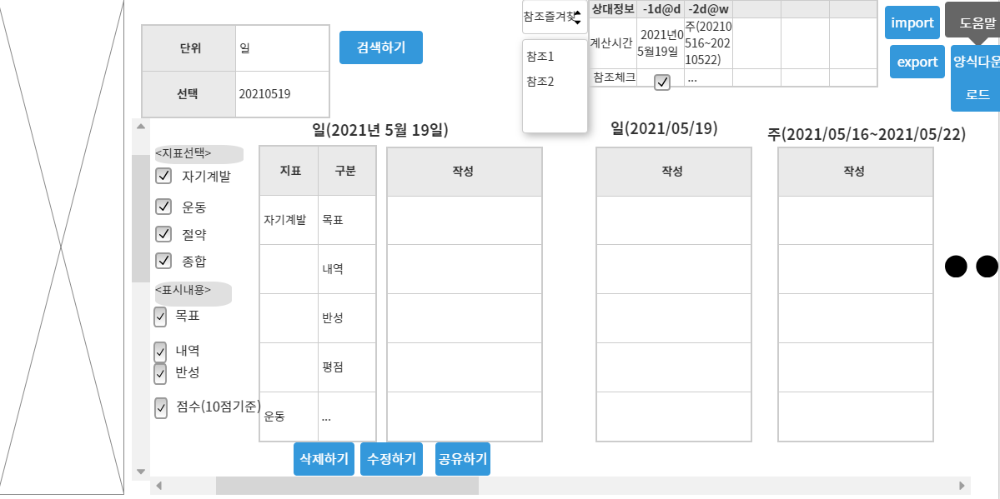 단위
일
선택
20210519
검색하기
참조즐겨찾
참조1
참조2
상대정보
-1d@d
-2d@w
계산시간
2021년0
5월19일
주(20210
516~202
10522)
참조체크
...
import
도움말
export
양식다운
로드
일(2021년 5월 19일)
일(2021/05/19)
주(2021/05/16~2021/05/22)
<지표선택>
자기계발
운동
절약
종합
<표시내용>
목표
내역
반성
점수(10점기준)
지표
구분
작성
작성
작성
자기계발
목표
내역
반성
평점
운동
...
삭제하기
수정하기
공유하기